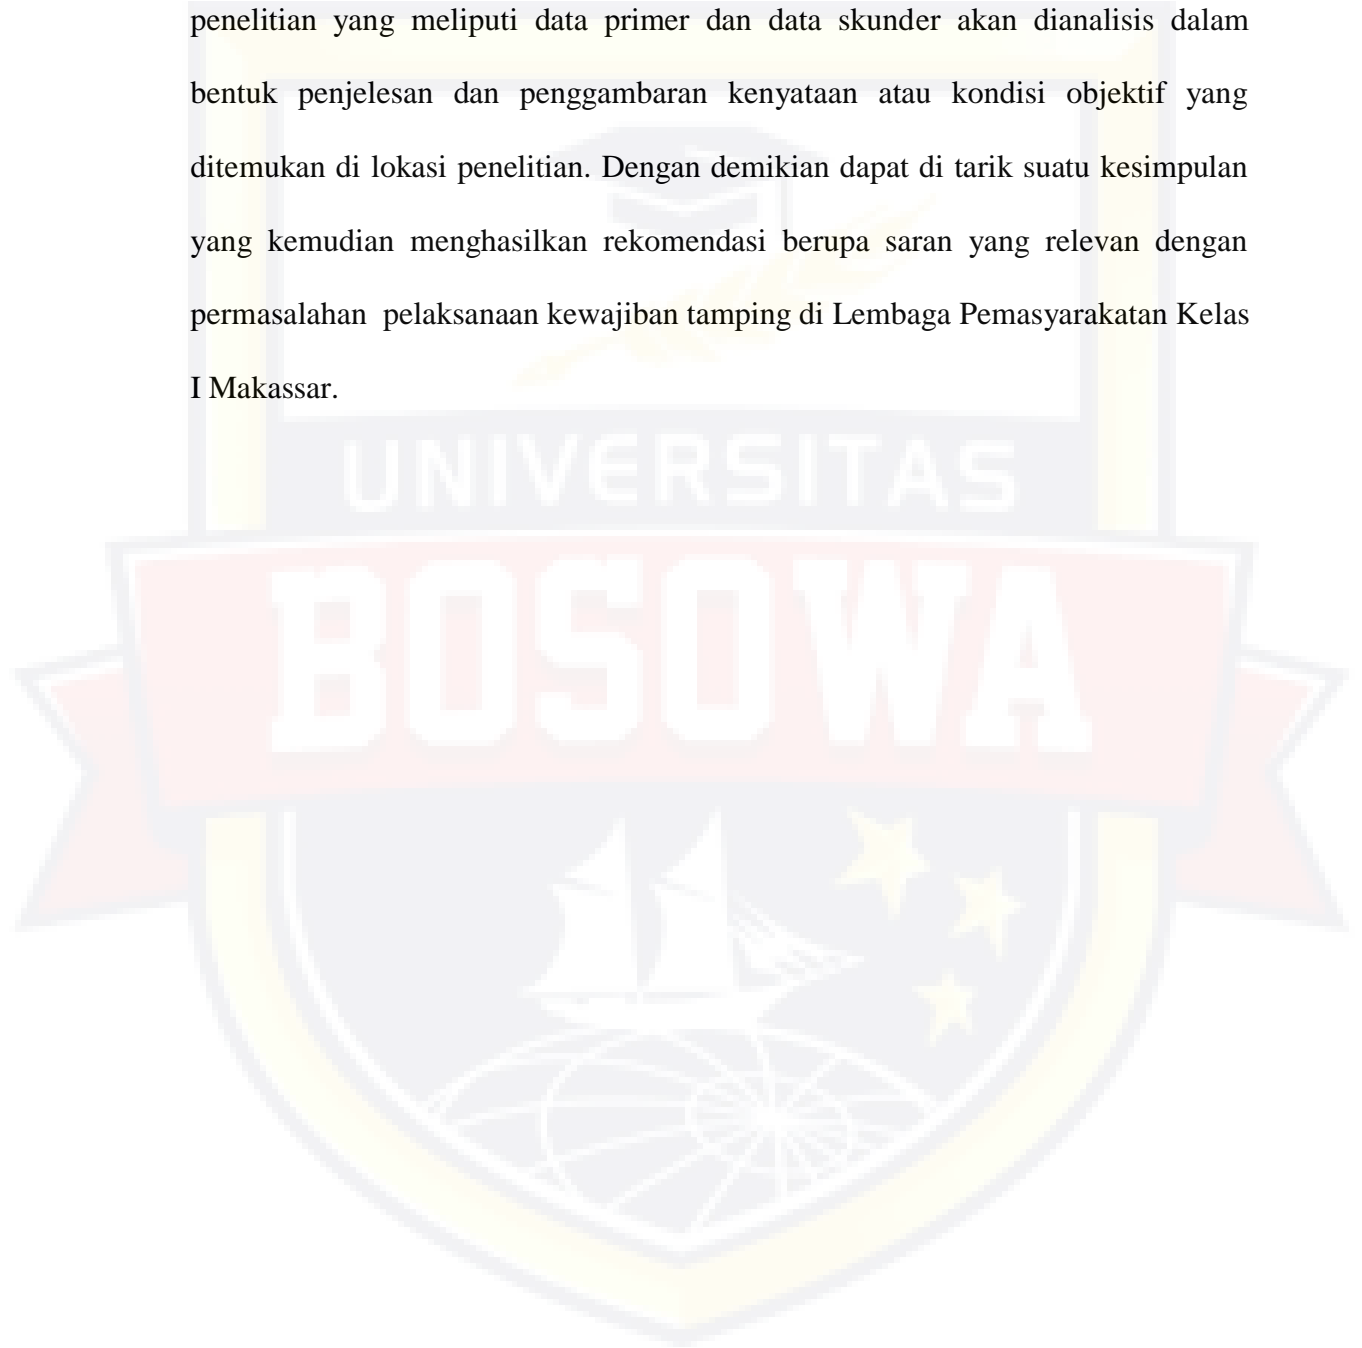 penelitian yang meliputi data primer dan data skunder akan dianalisis dalam
bentuk penjelesan dan penggambaran kenyataan atau kondisi objektif yang
ditemukan di lokasi penelitian. Dengan demikian dapat di tarik suatu kesimpulan
yang kemudian menghasilkan rekomendasi berupa saran yang relevan dengan
permasalahan pelaksanaan kewajiban tamping di Lembaga Pemasyarakatan Kelas
I Makassar.
UNIVERSITAS
BOSOWA